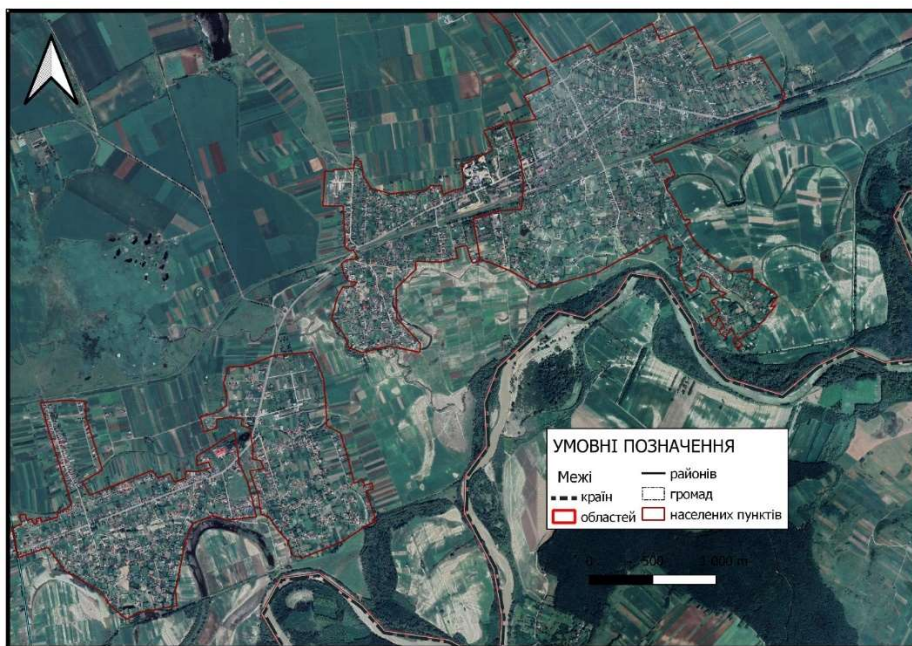 УМОВНІ ПОЗНАЧЕННЯ
Межі
країн
областей
районів
громад
населених пунктів
0 500 1 000 m